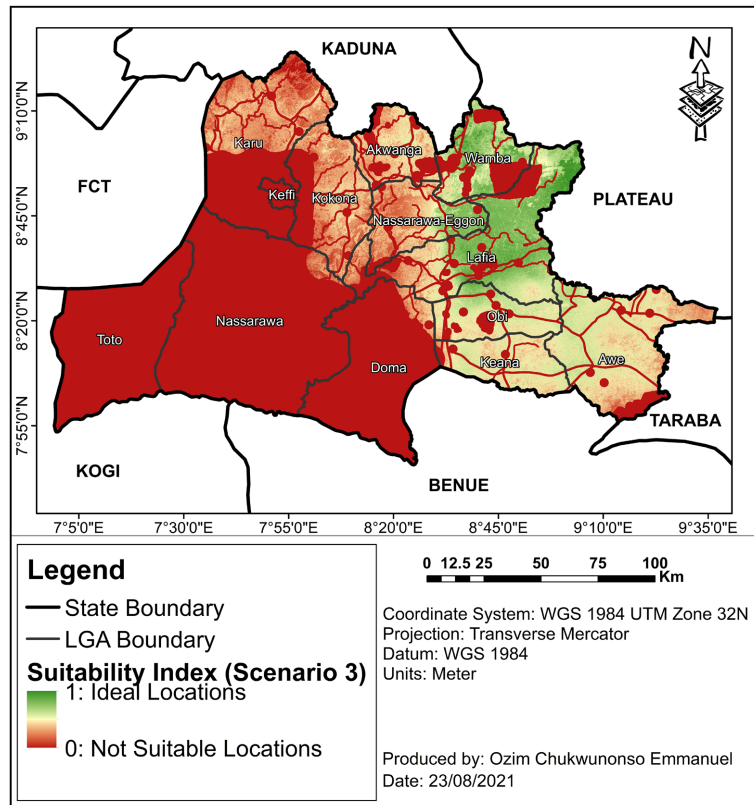 KADUNA
N
9°10'0"N
Karu
Akwanga
Wamba
FCT
Keffi
Kokona
PLATEAU
8°45'0"N
Nassarawa-Eggon
Lafia
8°20'0"N
Toto
Nassarawa
Obi
Doma
Keana
Awe
7°55'0"N
TARABA
KOGI
BENUE
7°5'0"E 7°30'0"E 7°55'0"E 8°20'0"E 8°45'0"E 9°10'0"E 9°35'0"E
Legend
State Boundary
LGA Boundary
Suitability Index (Scenario 3)
1: Ideal Locations
0: Not Suitable Locations
0 12.5 25 50 75 100
Km
Coordinate System: WGS 1984 UTM Zone 32N
Projection: Transverse Mercator
Datum: WGS 1984
Units: Meter
Produced by: Ozim Chukwunonso Emmanuel
Date: 23/08/2021